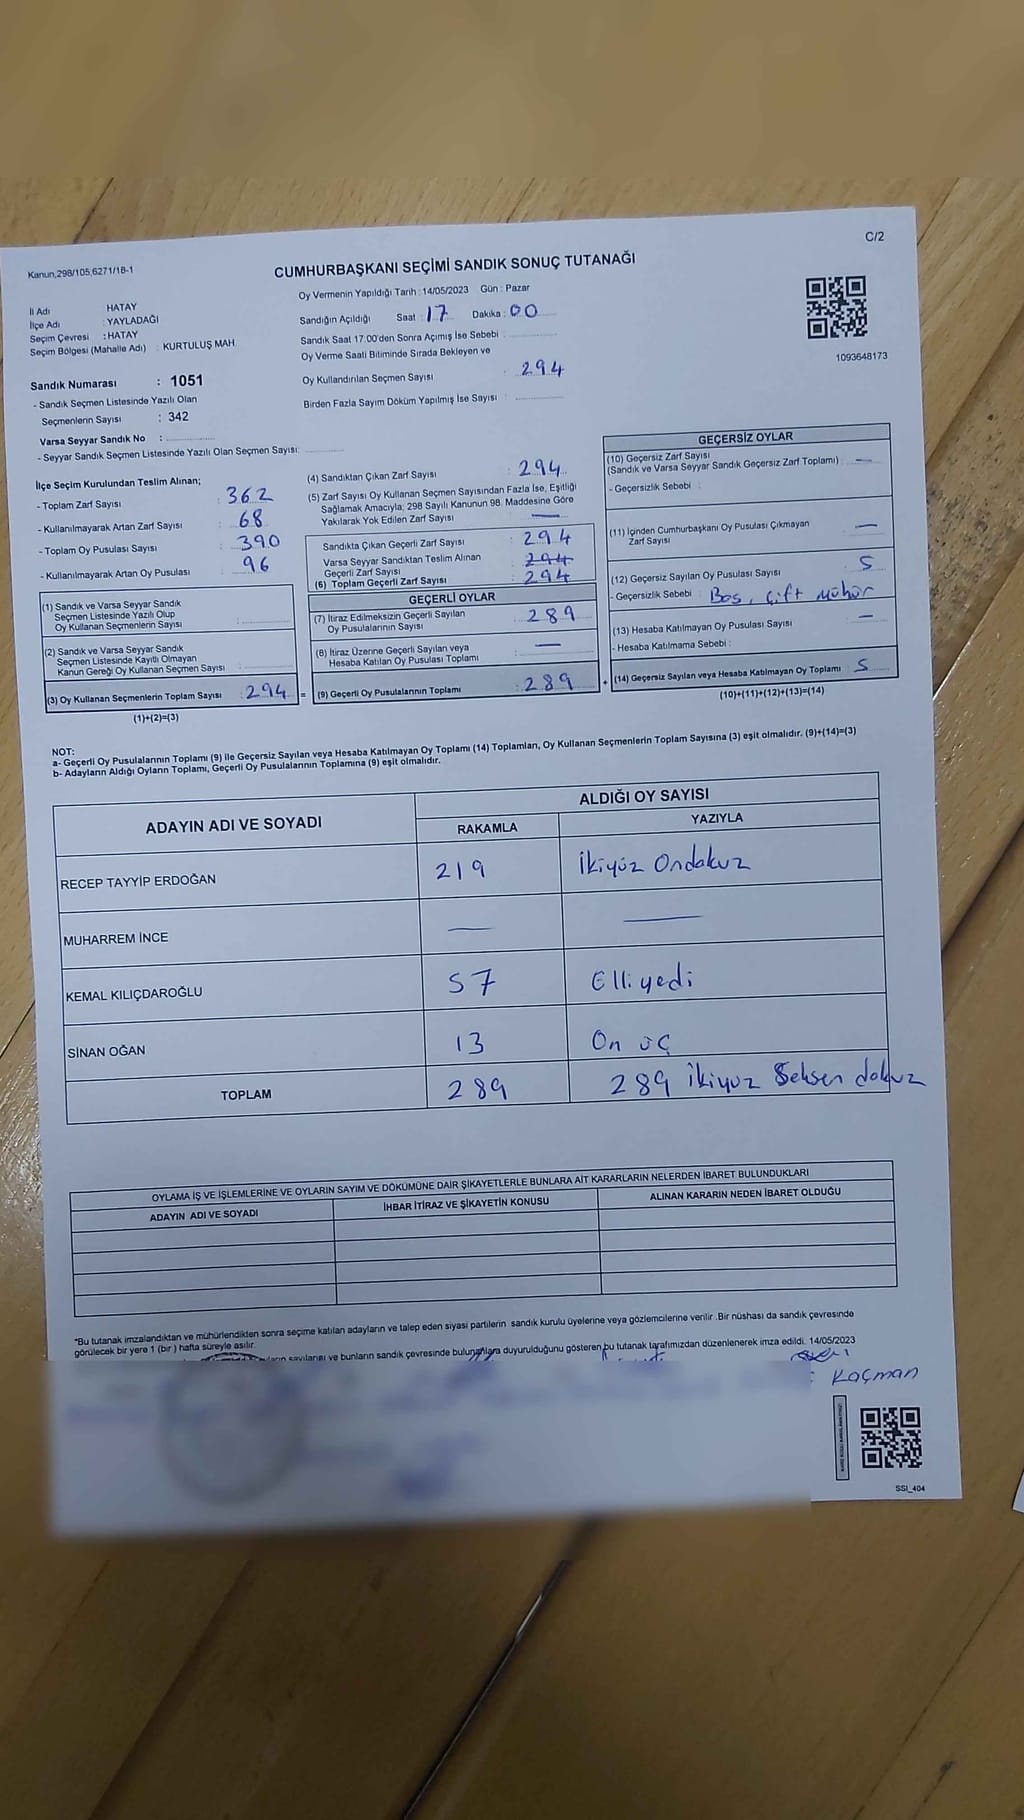 C/2
Kanun,298/105,6271/18-1
CUMHURBAŞKANI SEÇİMİ SANDIK SONUÇ TUTANAĞI
İl Adı HATAY
İlçe Adı : YAYLADAĞI
Seçim Çevresi : HATAY
Seçim Bölgesi (Mahalle Adı) : KURTULUŞ MAH.
Oy Vermenin Yapıldığı Tarih : 14/05/2023 Gün : Pazar
Sandığın Açıldığı Saat : 17 Dakika : 00
Sandık Saat 17:00'den Sonra Açımış İse Sebebi :
Oy Verme Saati Bitiminde Sırada Bekleyen ve
Oy Kullandırılan Seçmen Sayısı : 294
Birden Fazla Sayım Döküm Yapılmış İse Sayısı :
1093648173
Sandık Numarası : 1051
- Sandık Seçmen Listesinde Yazılı Olan
Seçmenlerin Sayısı : 342
Varsa Seyyar Sandık No :
- Seyyar Sandık Seçmen Listesinde Yazılı Olan Seçmen Sayısı:
İlçe Seçim Kurulundan Teslim Alınan;
- Toplam Zarf Sayısı : 362
- Kullanılmayarak Artan Zarf Sayısı : 68
- Toplam Oy Pusulası Sayısı : 390
- Kullanılmayarak Artan Oy Pusulası : 96
(1) Sandık ve Varsa Seyyar Sandık
Seçmen Listesinde Yazılı Olup
Oy Kullanan Seçmenlerin Sayısı :
(2) Sandık ve Varsa Seyyar Sandık
Seçmen Listesinde Kayıtlı Olmayan
Kanun Gereği Oy Kullanan Seçmen Sayısı :
(3) Oy Kullanan Seçmenlerin Toplam Sayısı : 294 =
(1)+(2)=(3)
(4) Sandıktan Çıkan Zarf Sayısı : 294
(5) Zarf Sayısı Oy Kullanan Seçmen Sayısından Fazla İse, Eşitliği
Sağlamak Amacıyla; 298 Sayılı Kanunun 98. Maddesine Göre
Yakılarak Yok Edilen Zarf Sayısı : —
Sandıkta Çıkan Geçerli Zarf Sayısı : 294
Varsa Seyyar Sandıktan Teslim Alınan
Geçerli Zarf Sayısı : 294
(6) Toplam Geçerli Zarf Sayısı : 294
GEÇERLİ OYLAR
(7) İtiraz Edilmeksizin Geçerli Sayılan
Oy Pusulalarının Sayısı : 289
(8) İtiraz Üzerine Geçerli Sayılan veya
Hesaba Katılan Oy Pusulası Toplamı : —
(9) Geçerli Oy Pusulalarının Toplamı : 289 +
GEÇERSİZ OYLAR
(10) Geçersiz Zarf Sayısı
(Sandık ve Varsa Seyyar Sandık Geçersiz Zarf Toplamı) : —
- Geçersizlik Sebebi :
(11) İçinden Cumhurbaşkanı Oy Pusulası Çıkmayan
Zarf Sayısı : —
(12) Geçersiz Sayılan Oy Pusulası Sayısı : 5
- Geçersizlik Sebebi : Boş, çift mühür
(13) Hesaba Katılmayan Oy Pusulası Sayısı : —
- Hesaba Katılmama Sebebi :
(14) Geçersiz Sayılan veya Hesaba Katılmayan Oy Toplamı : 5
(10)+(11)+(12)+(13)=(14)
NOT:
a- Geçerli Oy Pusulalarının Toplamı (9) ile Geçersiz Sayılan veya Hesaba Katılmayan Oy Toplamı (14) Toplamları, Oy Kullanan Seçmenlerin Toplam Sayısına (3) eşit olmalıdır. (9)+(14)=(3)
b- Adayların Aldığı Oyların Toplamı, Geçerli Oy Pusulalarının Toplamına (9) eşit olmalıdır.
ADAYIN ADI VE SOYADI
ALDIĞI OY SAYISI
RAKAMLA YAZIYLA
RECEP TAYYİP ERDOĞAN 219 İkiyüz Ondokuz
MUHARREM İNCE — —
KEMAL KILIÇDAROĞLU 57 Elliyedi
SİNAN OĞAN 13 On üç
TOPLAM 289 289 İkiyüz Seksen dokuz
OYLAMA İŞ VE İŞLEMLERİNE VE OYLARIN SAYIM VE DÖKÜMÜNE DAİR ŞİKAYETLERLE BUNLARA AİT KARARLARIN NELERDEN İBARET BULUNDUKLARI
ADAYIN ADI VE SOYADI İHBAR İTİRAZ VE ŞİKAYETİN KONUSU ALINAN KARARIN NEDEN İBARET OLDUĞU
*Bu tutanak imzalandıktan ve mühürlendikten sonra seçime katılan adayların ve talep eden siyasi partilerin sandık kurulu üyelerine veya gözlemcilerine verilir .Bir nüshası da sandık çevresinde
görülecek bir yere 1 (bir ) hafta süreyle asılır.
ve bunların sandık çevresinde bulunanlara duyurulduğunu gösteren bu tutanak tarafımızdan düzenlenerek imza edildi. 14/05/2023
Kaçman
SSI_404